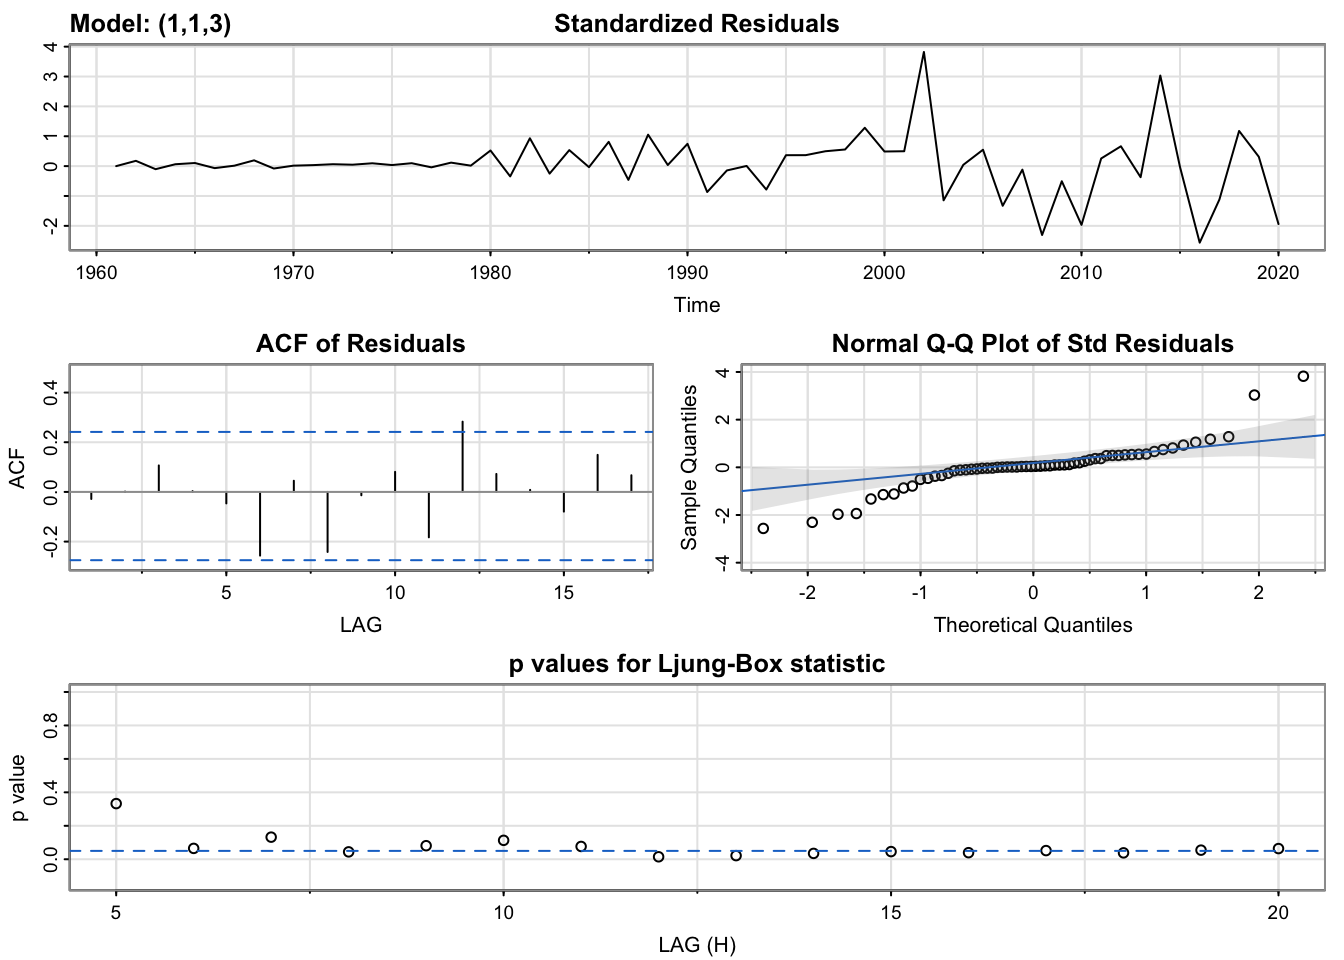 Model: (1,1,3) Standardized Residuals
4
3
2
1
0
-2
1960 1970 1980 1990 2000 2010 2020
Time
ACF of Residuals
ACF
0.4
0.2
0.0
-0.2
5 10 15
LAG
Normal Q-Q Plot of Std Residuals
Sample Quantiles
4
2
0
-2
-4
-2 -1 0 1 2
Theoretical Quantiles
p values for Ljung-Box statistic
p value
0.8
0.4
0.0
5 10 15 20
LAG (H)